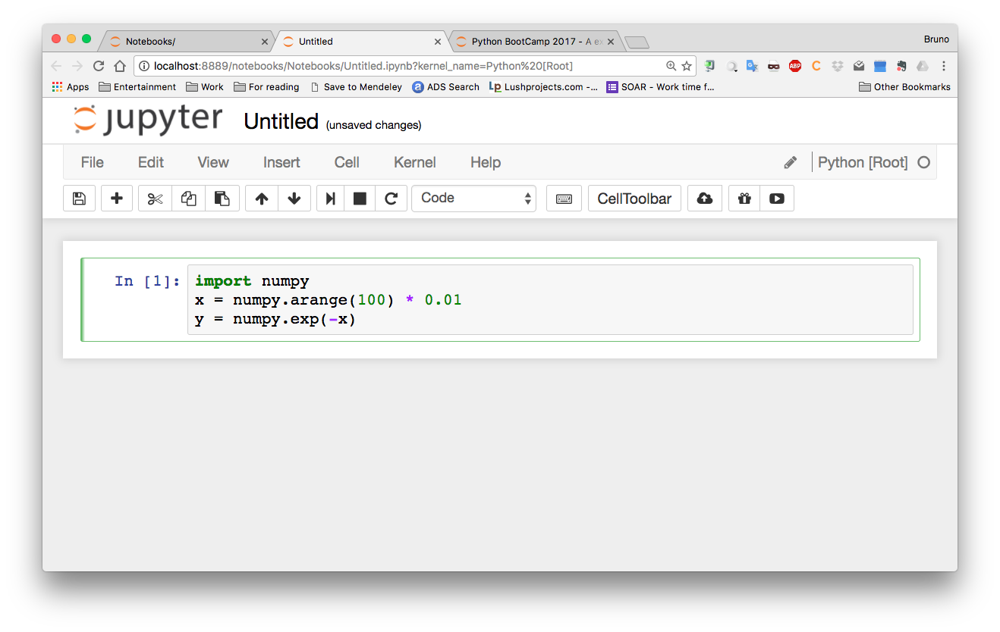 Notebooks/
Untitled
Python BootCamp 2017 - A ex
Bruno
localhost:8889/notebooks/Notebooks/Untitled.ipynb?kernel_name=Python%20[Root]
ABP
Apps Entertainment Work For reading Save to Mendeley ADS Search Lushprojects.com -... SOAR - Work time f... Other Bookmarks
jupyter Untitled (unsaved changes)
File Edit View Insert Cell Kernel Help Python [Root]
Code CellToolbar
In [1]: import numpy
x = numpy.arange(100) * 0.01
y = numpy.exp(-x)